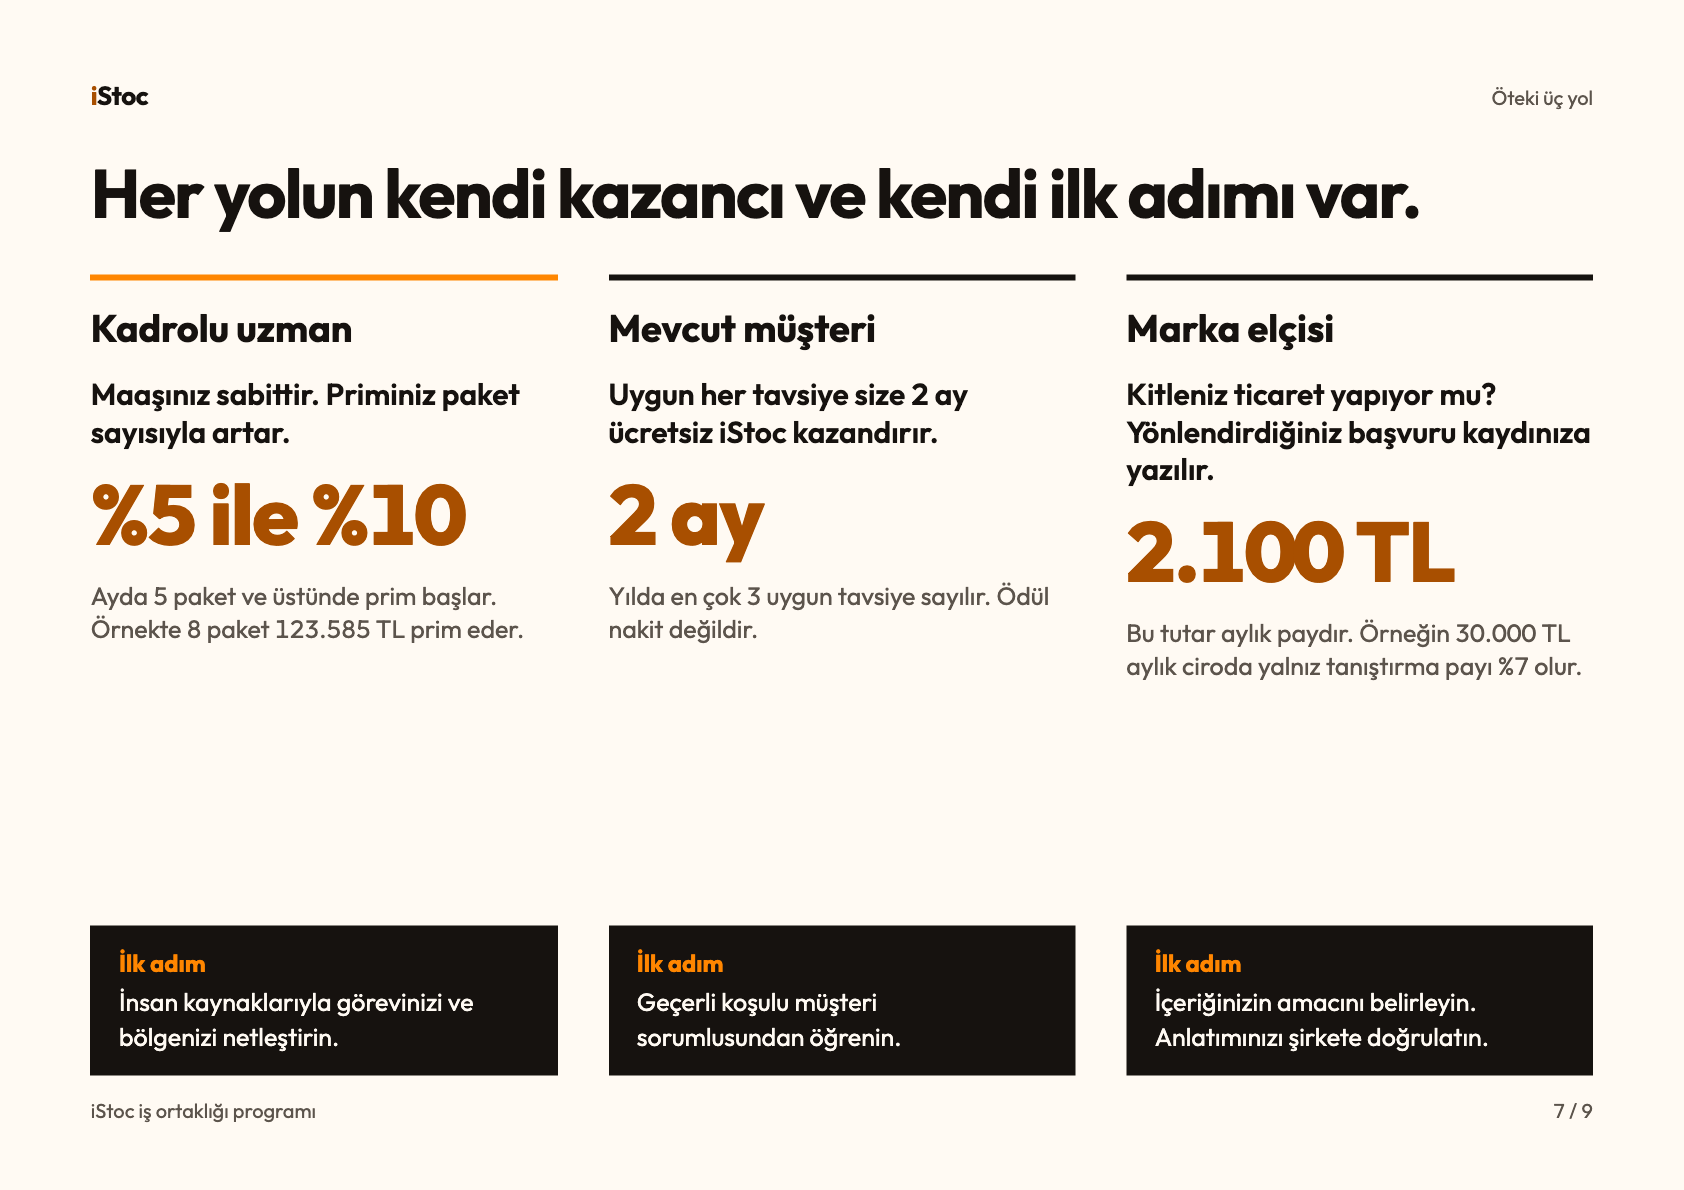 iStoc
Öteki üç yol
Her yolun kendi kazancı ve kendi ilk adımı var.
Kadrolu uzman
Maaşınız sabittir. Priminiz paket
sayısıyla artar.
%5 ile %10
Ayda 5 paket ve üstünde prim başlar.
Örnekte 8 paket 123.585 TL prim eder.
İlk adım
İnsan kaynaklarıyla görevinizi ve
bölgenizi netleştirin.
Mevcut müşteri
Uygun her tavsiye size 2 ay
ücretsiz iStoc kazandırır.
2 ay
Yılda en çok 3 uygun tavsiye sayılır. Ödül
nakit değildir.
İlk adım
Geçerli koşulu müşteri
sorumlusundan öğrenin.
Marka elçisi
Kitleniz ticaret yapıyor mu?
Yönlendirdiğiniz başvuru kaydınıza
yazılır.
2.100 TL
Bu tutar aylık paydır. Örneğin 30.000 TL
aylık ciroda yalnız tanıştırma payı %7 olur.
İlk adım
İçeriğinizin amacını belirleyin.
Anlatımınızı şirkete doğrulatın.
iStoc iş ortaklığı programı
7 / 9